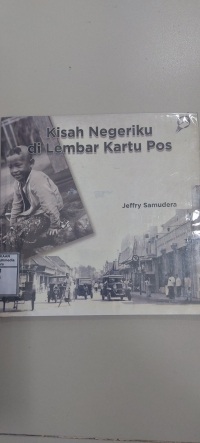 Kisah Negeriku
di Lembar Kartu Pos
Jeffry Samudera